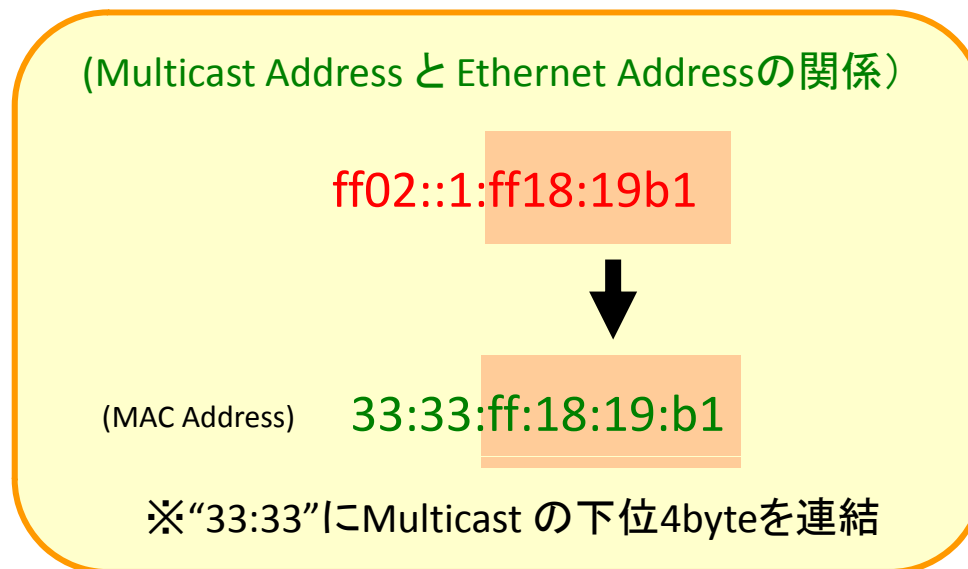 (Multicast Address と Ethernet Addressの関係）
ff02::1:ff18:19b1
(MAC Address) 33:33:ff:18:19:b1
※“33:33”にMulticast の下位4byteを連結